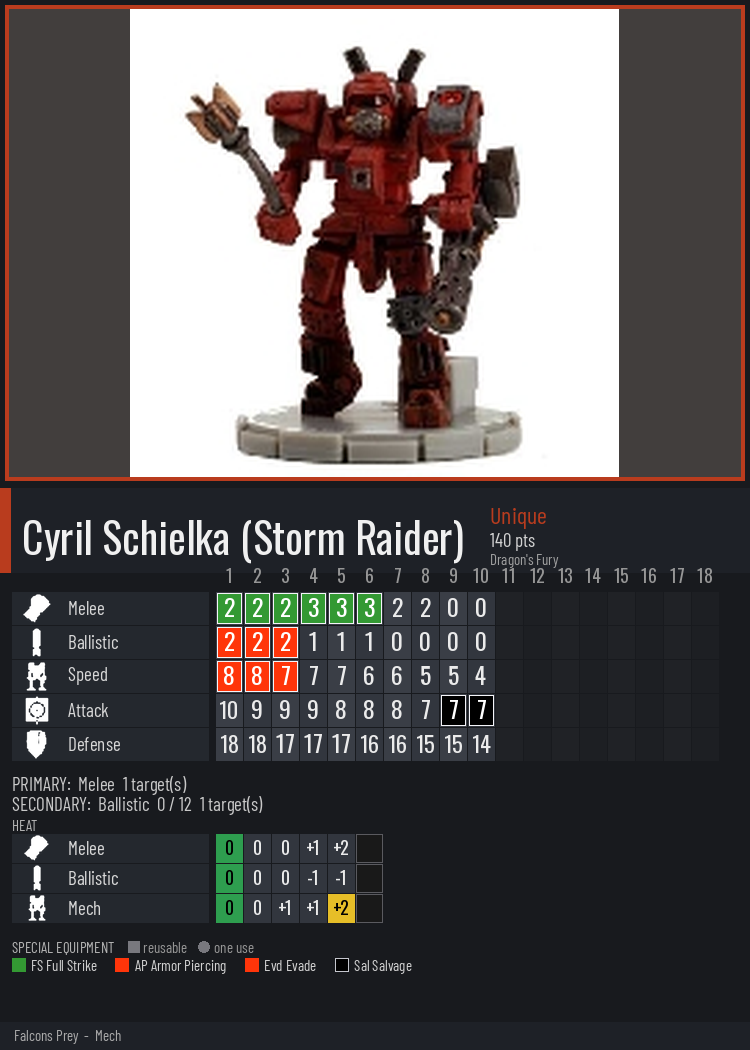 Cyril Schielka (Storm Raider)
Unique
140 pts
Dragon's Fury
1 2 3 4 5 6 7 8 9 10 11 12 13 14 15 16 17 18
Melee 2 2 2 3 3 3 2 2 0 0
Ballistic 2 2 2 1 1 1 0 0 0 0
Speed 8 8 7 7 7 6 6 5 5 4
Attack 10 9 9 9 8 8 8 7 7 7
Defense 18 18 17 17 17 16 16 15 15 14
PRIMARY: Melee 1 target(s)
SECONDARY: Ballistic 0 / 12 1 target(s)
HEAT
Melee 0 0 0 +1 +2
Ballistic 0 0 0 -1 -1
Mech 0 0 +1 +1 +2
SPECIAL EQUIPMENT reusable one use
FS Full Strike AP Armor Piercing Evd Evade Sal Salvage
Falcons Prey - Mech